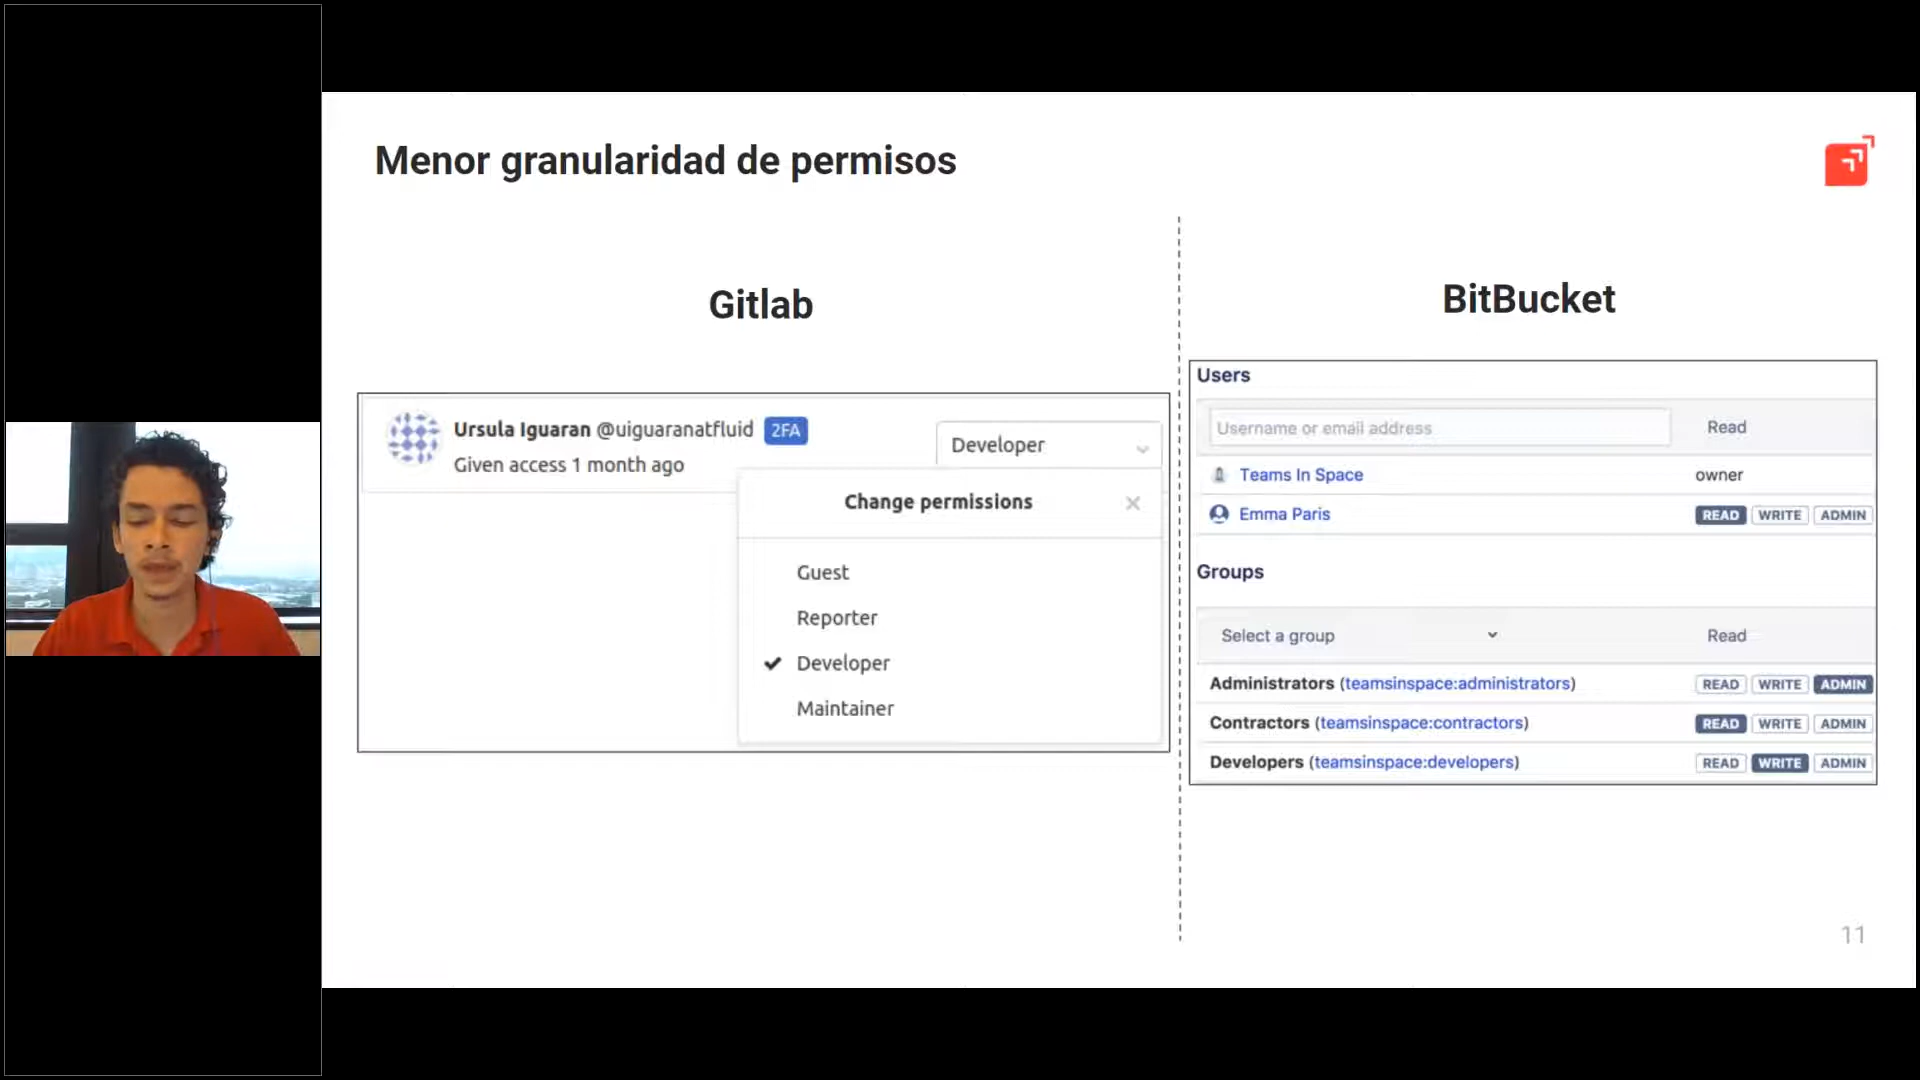 Menor granularidad de permisos
Gitlab
Ursula Iguaran @uiguaranatfluid 2FA
Given access 1 month ago
Developer
Change permissions
Guest
Reporter
Developer
Maintainer
BitBucket
Users
Username or email address Read
Teams In Space owner
Emma Paris READ WRITE ADMIN
Groups
Select a group Read
Administrators (teamsinspace:administrators) READ WRITE ADMIN
Contractors (teamsinspace:contractors) READ WRITE ADMIN
Developers (teamsinspace:developers) READ WRITE ADMIN
11